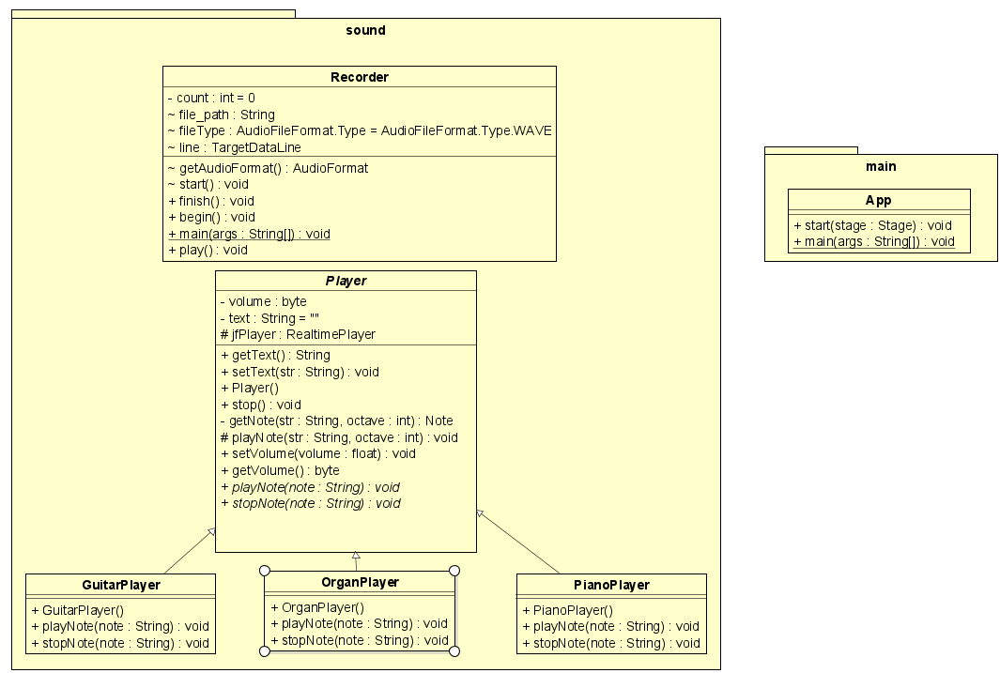 sound
Recorder
- count : int = 0
~ file_path : String
~ fileType : AudioFileFormat.Type = AudioFileFormat.Type.WAVE
~ line : TargetDataLine
~ getAudioFormat() : AudioFormat
~ start() : void
+ finish() : void
+ begin() : void
+ main(args : String[]) : void
+ play() : void
main
App
+ start(stage : Stage) : void
+ main(args : String[]) : void
Player
- volume : byte
- text : String = ""
# jfPlayer : RealtimePlayer
+ getText() : String
+ setText(str : String) : void
+ Player()
+ stop() : void
- getNote(str : String, octave : int) : Note
# playNote(str : String, octave : int) : void
+ setVolume(volume : float) : void
+ getVolume() : byte
+ playNote(note : String) : void
+ stopNote(note : String) : void
GuitarPlayer
+ GuitarPlayer()
+ playNote(note : String) : void
+ stopNote(note : String) : void
OrganPlayer
+ OrganPlayer()
+ playNote(note : String) : void
+ stopNote(note : String) : void
PianoPlayer
+ PianoPlayer()
+ playNote(note : String) : void
+ stopNote(note : String) : void